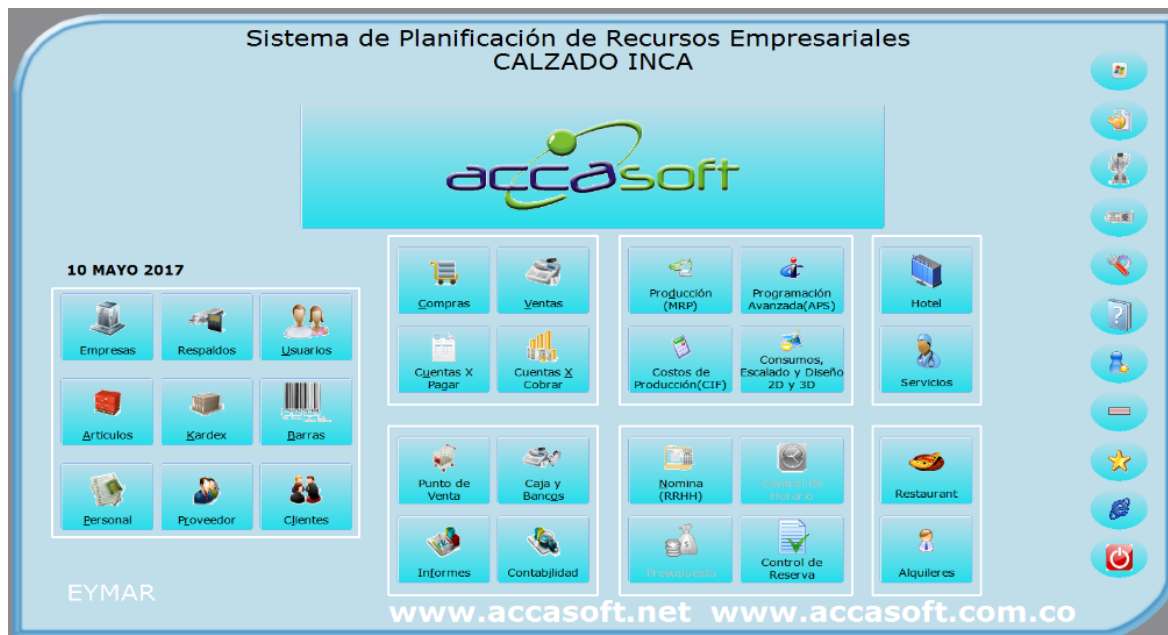 Sistema de Planificación de Recursos Empresariales
CALZADO INCA
accasoft
10 MAYO 2017
Empresas
Respaldos
Usuarios
Articulos
Kardex
Barras
Personal
Proveedor
Clientes
Compras
Ventas
Cuentas X
Pagar
Cuentas X
Cobrar
Producción
(MRP)
Programación
Avanzada(APS)
Costos de
Producción(CIF)
Consumos,
Escalado y Diseño
2D y 3D
Hotel
Servicios
Punto de
Venta
Caja y
Bancos
Informes
Contabilidad
Nomina
(RRHH)
Control de
Horario
Presupuesto
Control de
Reserva
Restaurant
Alquileres
EYMAR
www.accasoft.net www.accasoft.com.co